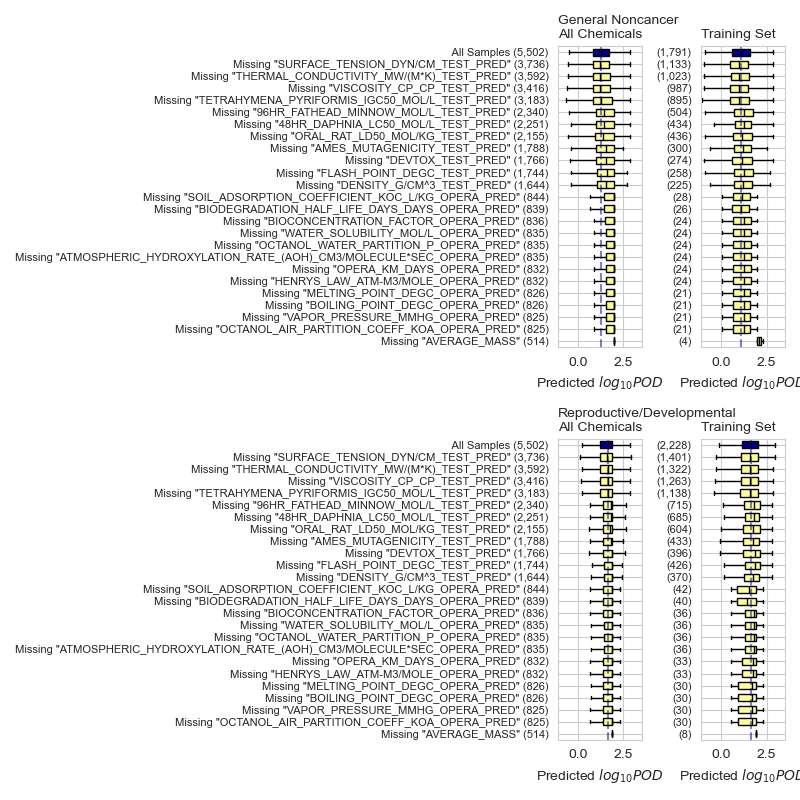 General Noncancer
All Chemicals Training Set
All Samples (5,502) (1,791)
Missing "SURFACE_TENSION_DYN/CM_TEST_PRED" (3,736) (1,133)
Missing "THERMAL_CONDUCTIVITY_MW/(M*K)_TEST_PRED" (3,592) (1,023)
Missing "VISCOSITY_CP_CP_TEST_PRED" (3,416) (987)
Missing "TETRAHYMENA_PYRIFORMIS_IGC50_MOL/L_TEST_PRED" (3,183) (895)
Missing "96HR_FATHEAD_MINNOW_MOL/L_TEST_PRED" (2,340) (504)
Missing "48HR_DAPHNIA_LC50_MOL/L_TEST_PRED" (2,251) (434)
Missing "ORAL_RAT_LD50_MOL/KG_TEST_PRED" (2,155) (436)
Missing "AMES_MUTAGENICITY_TEST_PRED" (1,788) (300)
Missing "DEVTOX_TEST_PRED" (1,766) (274)
Missing "FLASH_POINT_DEGC_TEST_PRED" (1,744) (258)
Missing "DENSITY_G/CM^3_TEST_PRED" (1,644) (225)
Missing "SOIL_ADSORPTION_COEFFICIENT_KOC_L/KG_OPERA_PRED" (844) (28)
Missing "BIODEGRADATION_HALF_LIFE_DAYS_DAYS_OPERA_PRED" (839) (26)
Missing "BIOCONCENTRATION_FACTOR_OPERA_PRED" (836) (24)
Missing "WATER_SOLUBILITY_MOL/L_OPERA_PRED" (835) (24)
Missing "OCTANOL_WATER_PARTITION_P_OPERA_PRED" (835) (24)
Missing "ATMOSPHERIC_HYDROXYLATION_RATE_(AOH)_CM3/MOLECULE*SEC_OPERA_PRED" (835) (24)
Missing "OPERA_KM_DAYS_OPERA_PRED" (832) (24)
Missing "HENRYS_LAW_ATM-M3/MOLE_OPERA_PRED" (832) (24)
Missing "MELTING_POINT_DEGC_OPERA_PRED" (826) (21)
Missing "BOILING_POINT_DEGC_OPERA_PRED" (826) (21)
Missing "VAPOR_PRESSURE_MMHG_OPERA_PRED" (825) (21)
Missing "OCTANOL_AIR_PARTITION_COEFF_KOA_OPERA_PRED" (825) (21)
Missing "AVERAGE_MASS" (514) (4)
0.0 2.5 0.0 2.5
Predicted log10POD Predicted log10POD
Reproductive/Developmental
All Chemicals Training Set
All Samples (5,502) (2,228)
Missing "SURFACE_TENSION_DYN/CM_TEST_PRED" (3,736) (1,401)
Missing "THERMAL_CONDUCTIVITY_MW/(M*K)_TEST_PRED" (3,592) (1,322)
Missing "VISCOSITY_CP_CP_TEST_PRED" (3,416) (1,263)
Missing "TETRAHYMENA_PYRIFORMIS_IGC50_MOL/L_TEST_PRED" (3,183) (1,138)
Missing "96HR_FATHEAD_MINNOW_MOL/L_TEST_PRED" (2,340) (715)
Missing "48HR_DAPHNIA_LC50_MOL/L_TEST_PRED" (2,251) (685)
Missing "ORAL_RAT_LD50_MOL/KG_TEST_PRED" (2,155) (604)
Missing "AMES_MUTAGENICITY_TEST_PRED" (1,788) (433)
Missing "DEVTOX_TEST_PRED" (1,766) (396)
Missing "FLASH_POINT_DEGC_TEST_PRED" (1,744) (426)
Missing "DENSITY_G/CM^3_TEST_PRED" (1,644) (370)
Missing "SOIL_ADSORPTION_COEFFICIENT_KOC_L/KG_OPERA_PRED" (844) (42)
Missing "BIODEGRADATION_HALF_LIFE_DAYS_DAYS_OPERA_PRED" (839) (40)
Missing "BIOCONCENTRATION_FACTOR_OPERA_PRED" (836) (36)
Missing "WATER_SOLUBILITY_MOL/L_OPERA_PRED" (835) (36)
Missing "OCTANOL_WATER_PARTITION_P_OPERA_PRED" (835) (36)
Missing "ATMOSPHERIC_HYDROXYLATION_RATE_(AOH)_CM3/MOLECULE*SEC_OPERA_PRED" (835) (36)
Missing "OPERA_KM_DAYS_OPERA_PRED" (832) (33)
Missing "HENRYS_LAW_ATM-M3/MOLE_OPERA_PRED" (832) (33)
Missing "MELTING_POINT_DEGC_OPERA_PRED" (826) (30)
Missing "BOILING_POINT_DEGC_OPERA_PRED" (826) (30)
Missing "VAPOR_PRESSURE_MMHG_OPERA_PRED" (825) (30)
Missing "OCTANOL_AIR_PARTITION_COEFF_KOA_OPERA_PRED" (825) (30)
Missing "AVERAGE_MASS" (514) (8)
0.0 2.5 0.0 2.5
Predicted log10POD Predicted log10POD